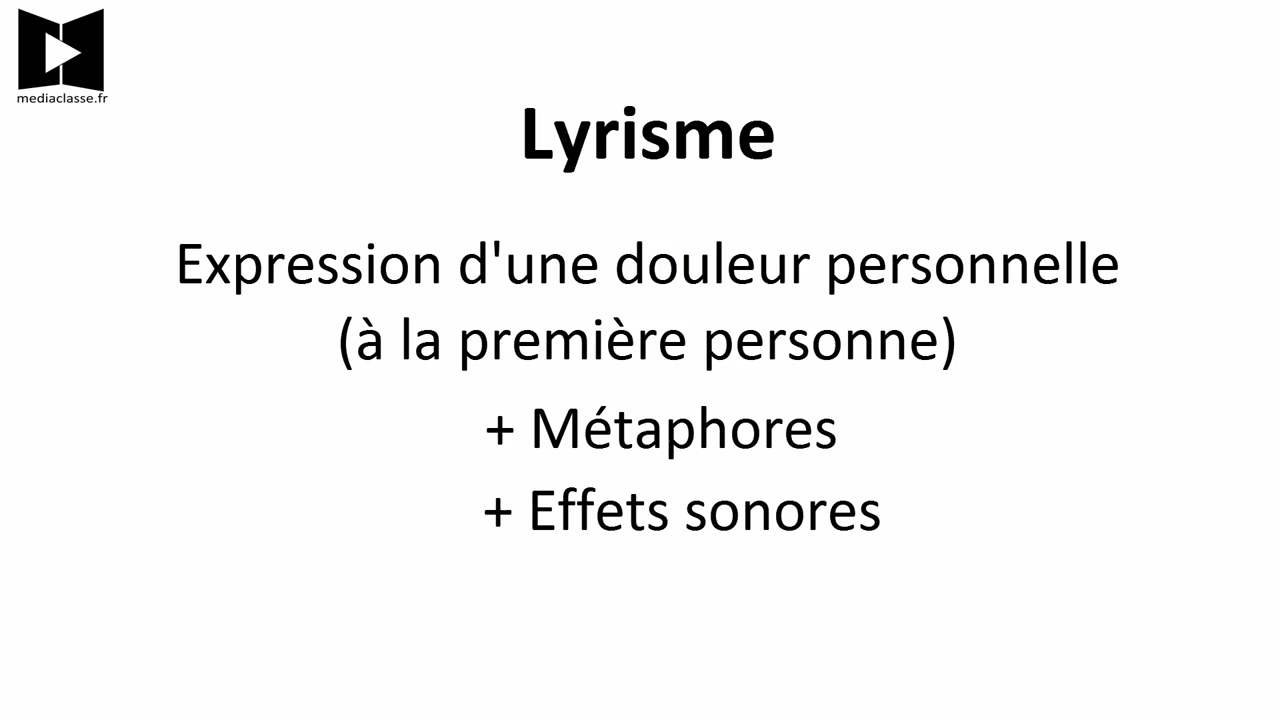 mediaclasse.fr
Lyrisme
Expression d'une douleur personnelle
(à la première personne)
+ Métaphores
+ Effets sonores